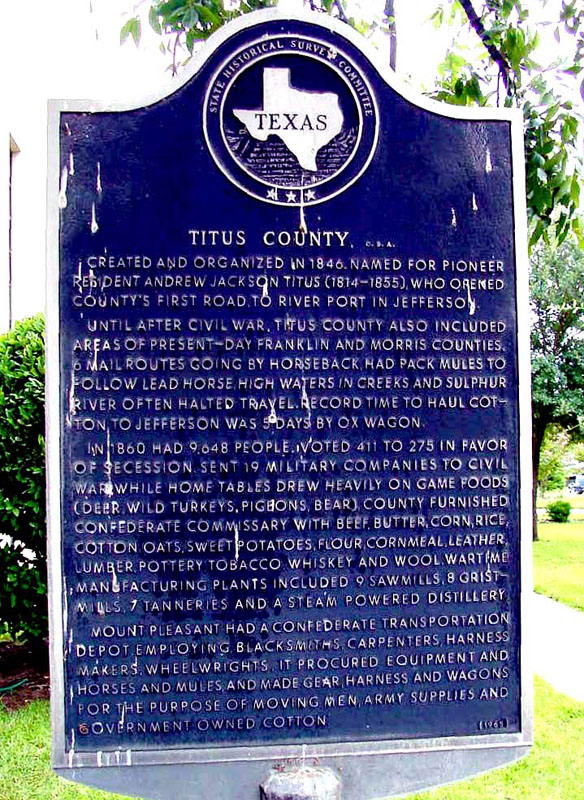 STATE HISTORICAL SURVEY COMMITTEE
TEXAS
TITUS COUNTY, C.S.A.
CREATED AND ORGANIZED IN 1846. NAMED FOR PIONEER
RESIDENT ANDREW JACKSON TITUS (1814-1855), WHO OPENED
COUNTY'S FIRST ROAD, TO RIVER PORT IN JEFFERSON.
UNTIL AFTER CIVIL WAR, TITUS COUNTY ALSO INCLUDED
AREAS OF PRESENT-DAY FRANKLIN AND MORRIS COUNTIES.
6 MAIL ROUTES GOING BY HORSEBACK, HAD PACK MULES TO
FOLLOW LEAD HORSE. HIGH WATERS IN CREEKS AND SULPHUR
RIVER OFTEN HALTED TRAVEL. RECORD TIME TO HAUL COT-
TON TO JEFFERSON WAS 5 DAYS BY OX WAGON.
IN 1860 HAD 9,648 PEOPLE. VOTED 411 TO 275 IN FAVOR
OF SECESSION. SENT 19 MILITARY COMPANIES TO CIVIL
WAR. WHILE HOME TABLES DREW HEAVILY ON GAME FOODS
(DEER, WILD TURKEYS, PIGEONS, BEAR), COUNTY FURNISHED
CONFEDERATE COMMISSARY WITH BEEF, BUTTER, CORN, RICE,
COTTON, OATS, SWEET POTATOES, FLOUR, CORNMEAL, LEATHER,
LUMBER, POTTERY, TOBACCO, WHISKEY AND WOOL. WARTIME
MANUFACTURING PLANTS INCLUDED 9 SAWMILLS, 8 GRIST-
MILLS, 7 TANNERIES AND A STEAM POWERED DISTILLERY.
MOUNT PLEASANT HAD A CONFEDERATE TRANSPORTATION
DEPOT, EMPLOYING BLACKSMITHS, CARPENTERS, HARNESS
MAKERS, WHEELWRIGHTS. IT PROCURED EQUIPMENT AND
HORSES AND MULES, AND MADE GEAR, HARNESS AND WAGONS
FOR THE PURPOSE OF MOVING MEN, ARMY SUPPLIES AND
GOVERNMENT OWNED COTTON.
(1965)